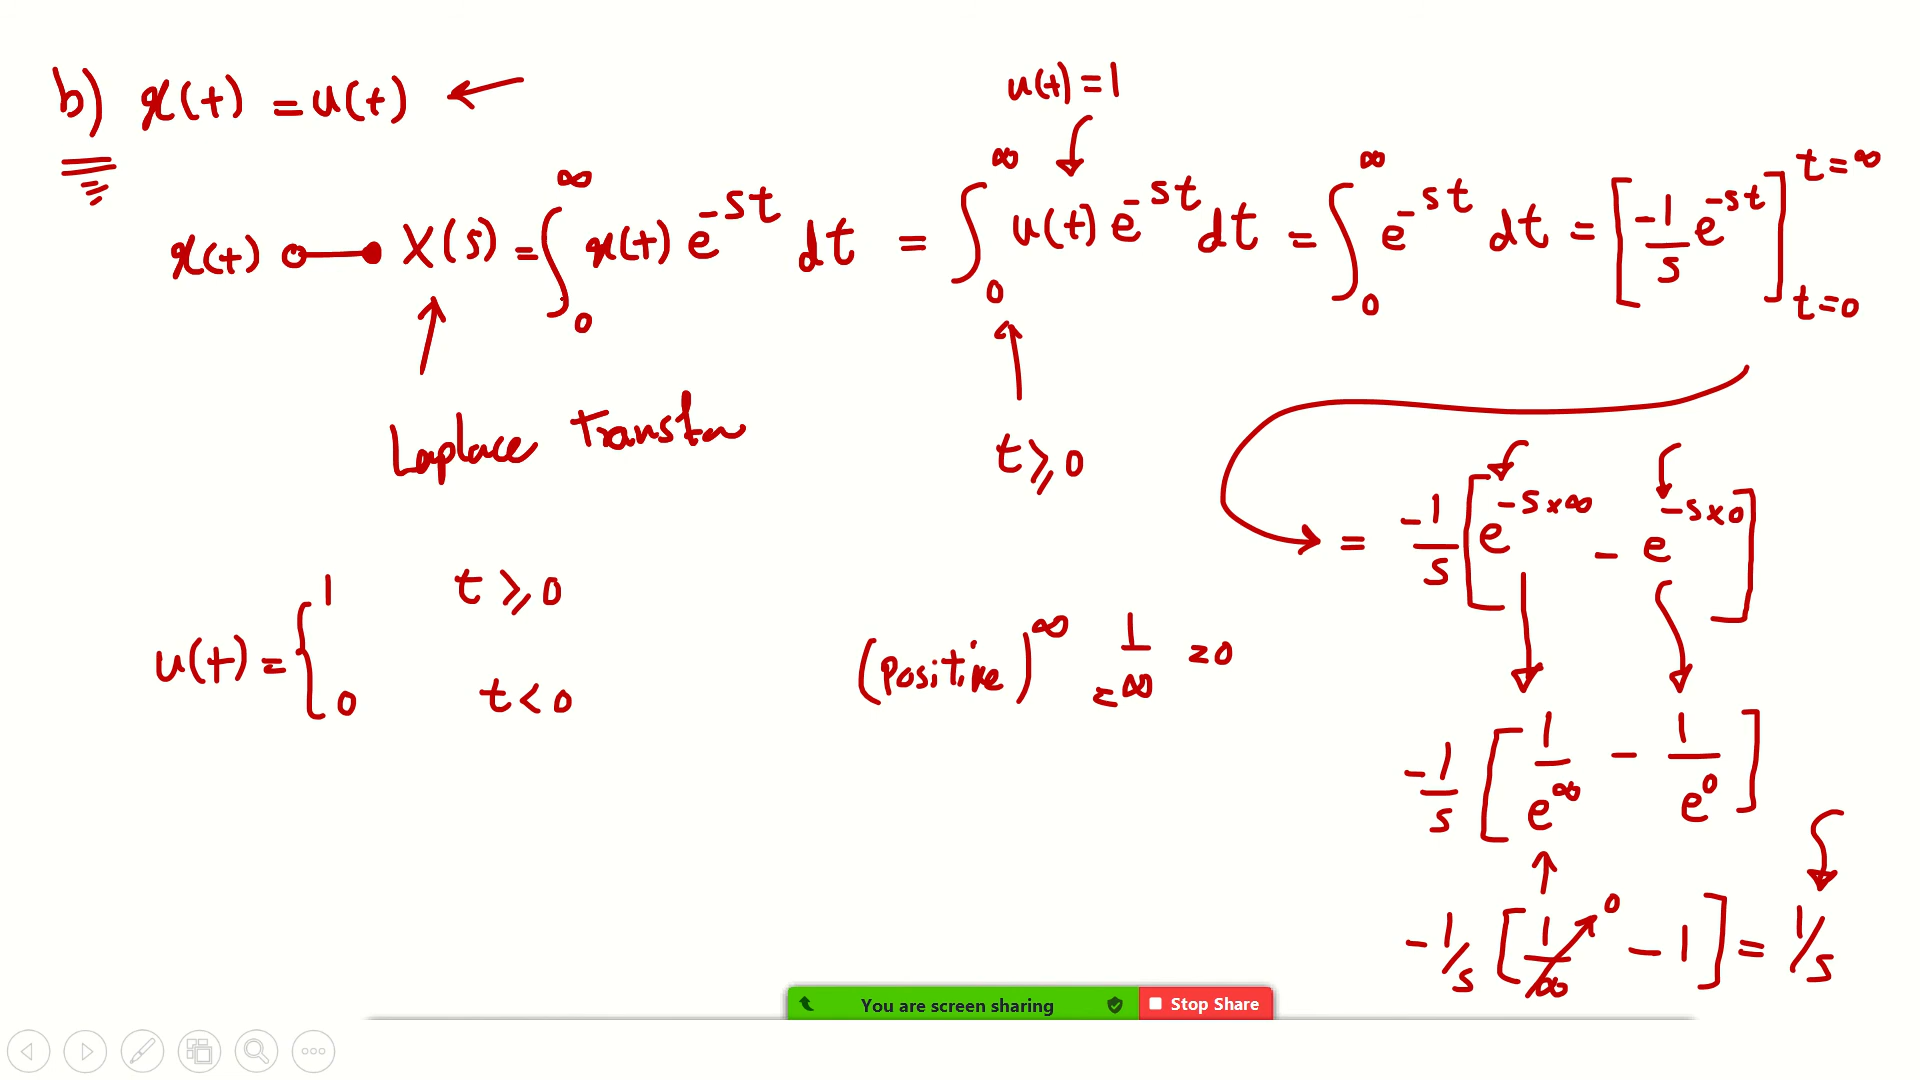 b) x(t) = u(t)
u(t) = 1
x(t) X(s) = ∫₀^∞ x(t) e^{-st} dt = ∫₀^∞ u(t) e^{-st} dt = ∫₀^∞ e^{-st} dt = [-1/s e^{-st}]_{t=0}^{t=∞}
Laplace
t ⩾ 0
= -1/s [e^{-s×∞} - e^{-s×0}]
u(t) = { 1 t ⩾ 0
0 t < 0
(Positive)^∞ 1/=∞ =0
-1/s [1/e^∞ - 1/e^0]
-1/s [1/∞ 0 - 1] = 1/s
You are screen sharing Stop Share